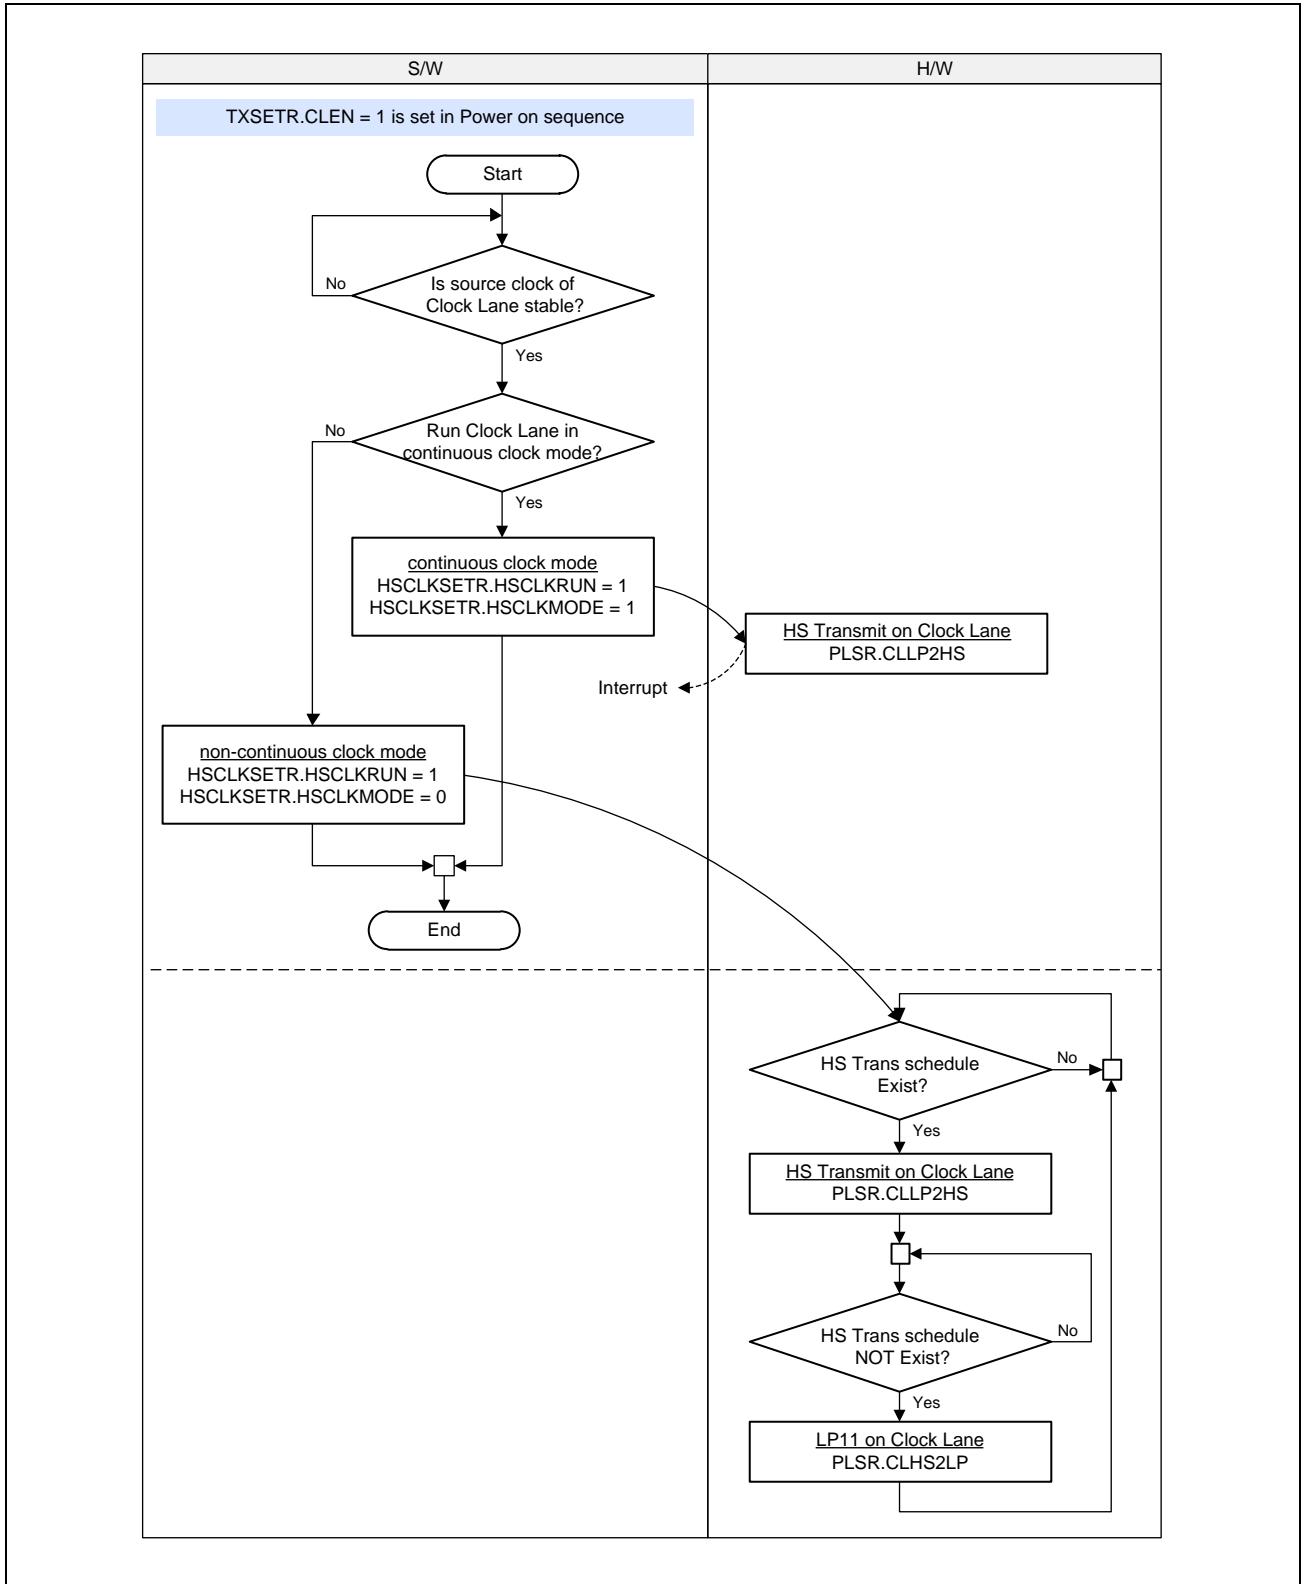 S/W
H/W
TXSETR.CLEN = 1 is set in Power on sequence
Start
No
Is source clock of
Clock Lane stable?
Yes
No
Run Clock Lane in
continuous clock mode?
Yes
continuous clock mode
HSCLKSETR.HSCLKRUN = 1
HSCLKSETR.HSCLKMODE = 1
HS Transmit on Clock Lane
PLSR.CLLP2HS
Interrupt
non-continuous clock mode
HSCLKSETR.HSCLKRUN = 1
HSCLKSETR.HSCLKMODE = 0
End
HS Trans schedule
Exist?
No
Yes
HS Transmit on Clock Lane
PLSR.CLLP2HS
HS Trans schedule
NOT Exist?
No
Yes
LP11 on Clock Lane
PLSR.CLHS2LP